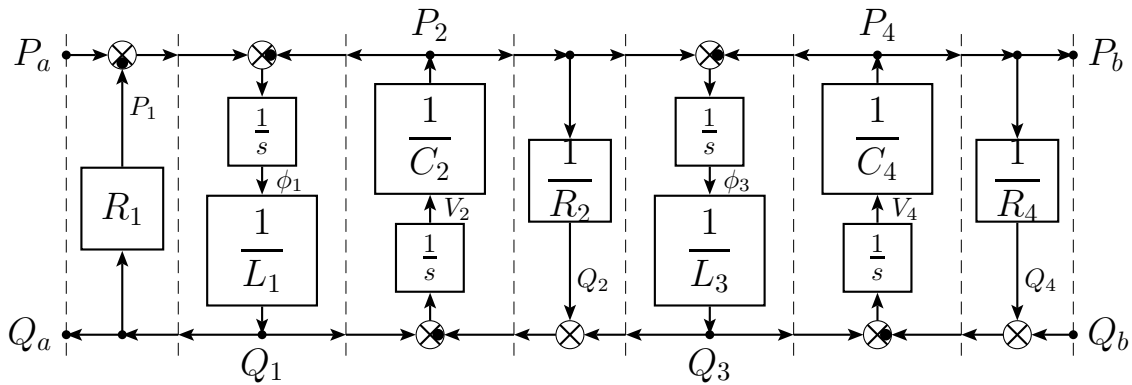 P_a P_2 P_4 P_b
P_1
R_1
1/s
ϕ_1
1/L_1
1/C_2
V_2
1/s
1/R_2
Q_2
1/s
ϕ_3
1/L_3
1/C_4
V_4
1/s
1/R_4
Q_4
Q_a Q_1 Q_3 Q_b